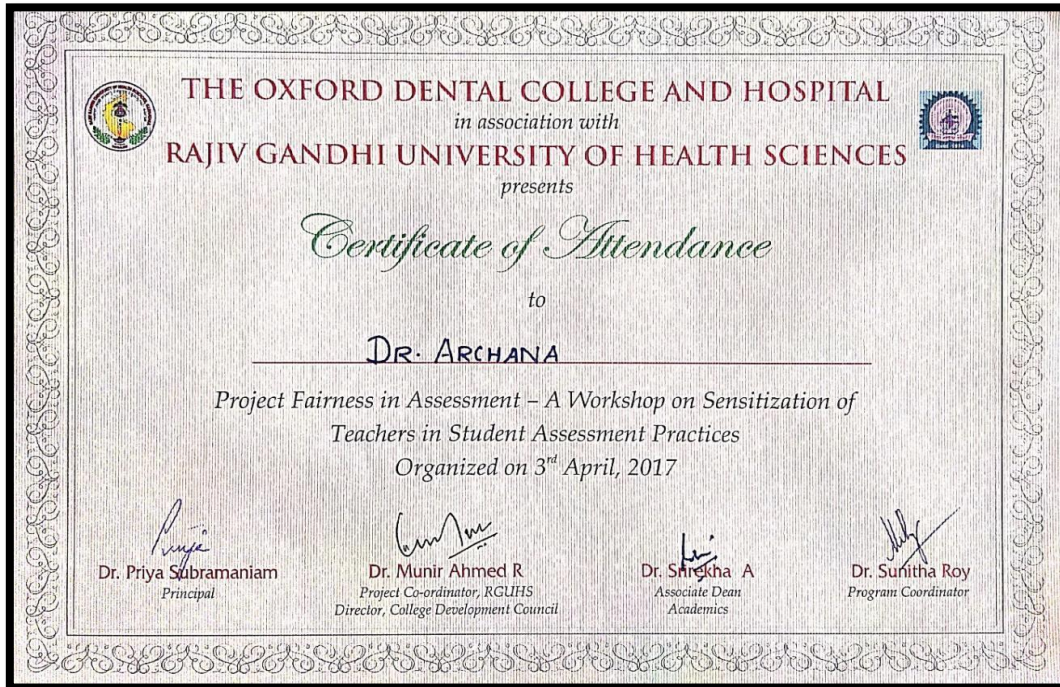 THE OXFORD DENTAL COLLEGE AND HOSPITAL
in association with
RAJIV GANDHI UNIVERSITY OF HEALTH SCIENCES
presents
Certificate of Attendance
to
DR. ARCHANA
Project Fairness in Assessment – A Workshop on Sensitization of
Teachers in Student Assessment Practices
Organized on 3rd April, 2017
Dr. Priya Subramaniam
Principal
Dr. Munir Ahmed R
Project Co-ordinator, RGUHS
Director, College Development Council
Dr. Shrekha A
Associate Dean
Academics
Dr. Sunitha Roy
Program Coordinator